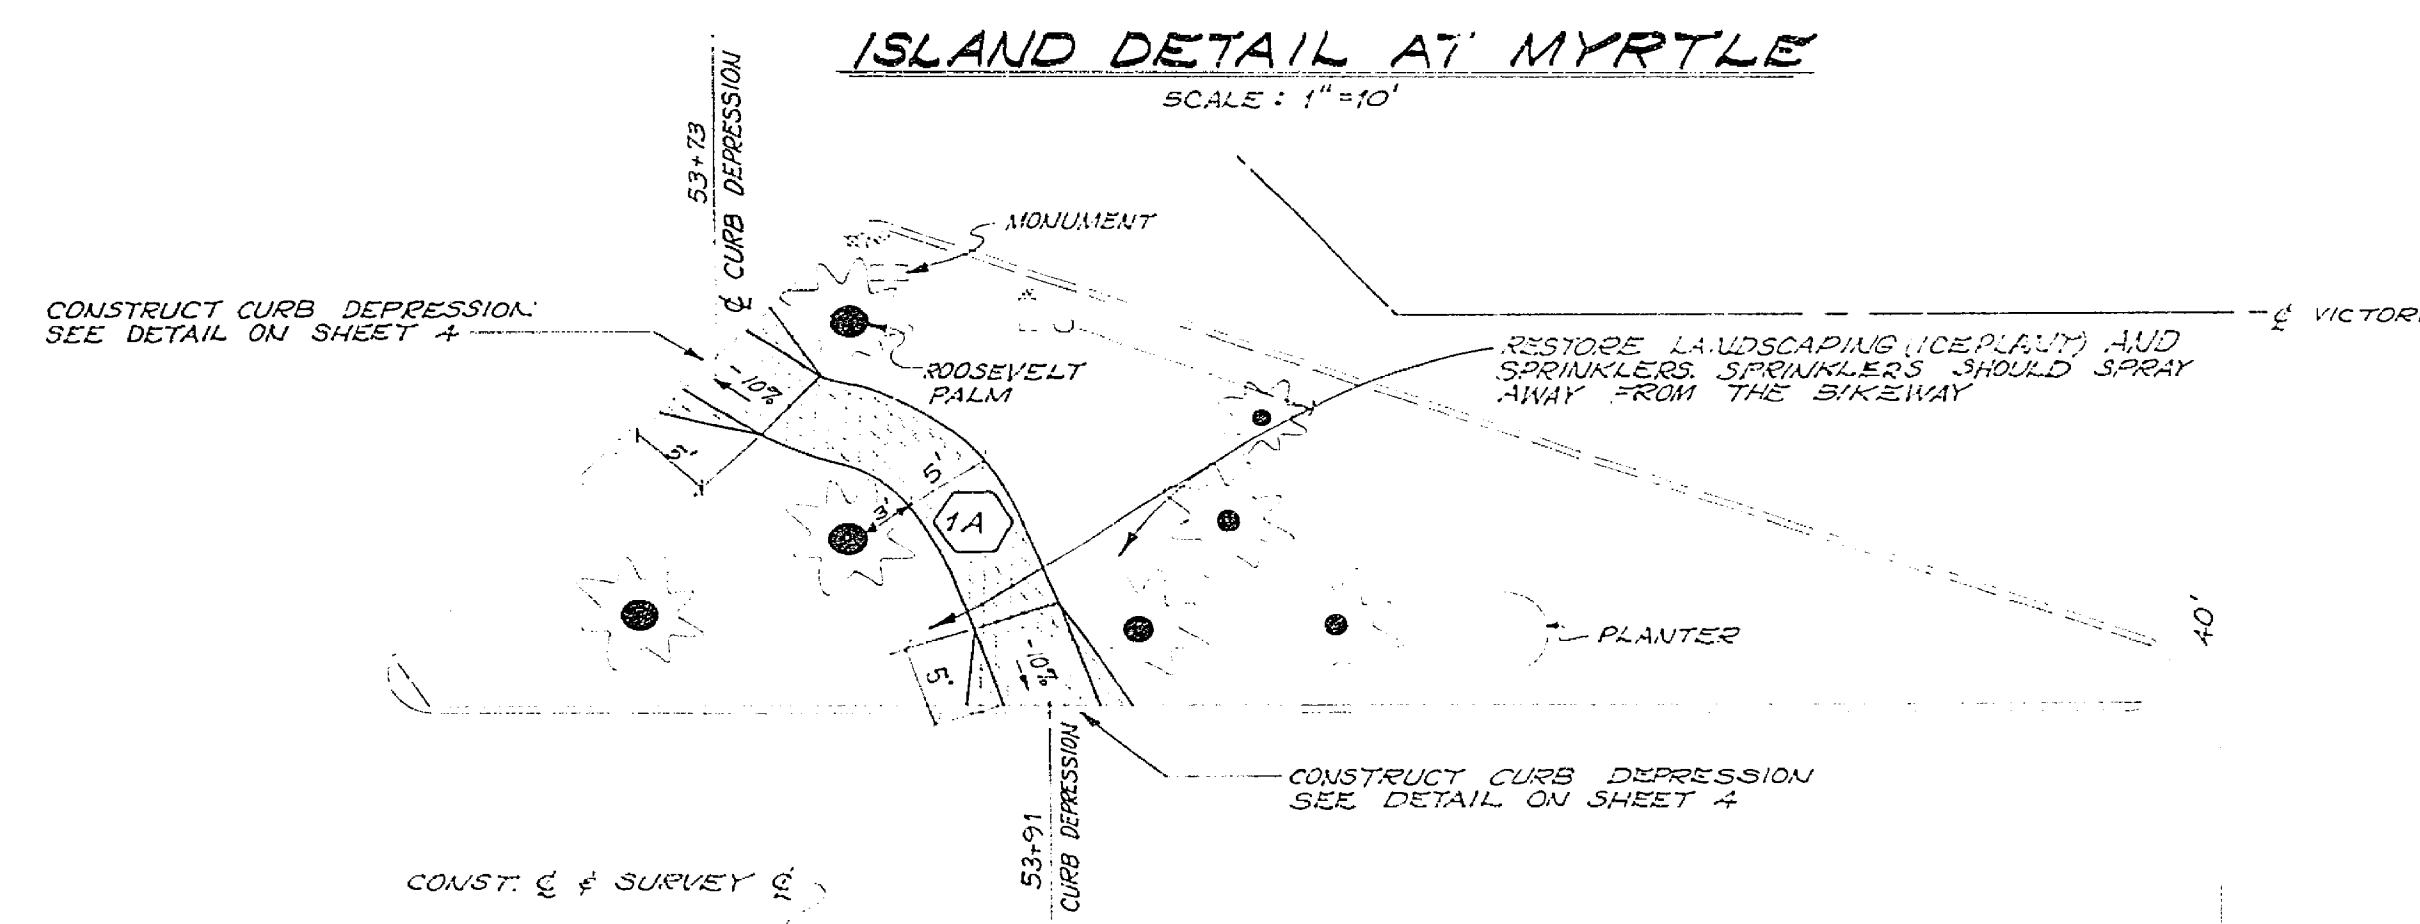 ISLAND DETAIL AT MYRTLE
SCALE: 1"=10'
53+73
℄ CURB DEPRESSION
MONUMENT
CONSTRUCT CURB DEPRESSION
SEE DETAIL ON SHEET 4
℄ VICTORI
RESTORE LANDSCAPING (ICEPLANT) AND
SPRINKLERS. SPRINKLERS SHOULD SPRAY
AWAY FROM THE BIKEWAY
ROOSEVELT
PALM
-10%
5'
5'
3'
1A
40'
PLANTER
5'
-10%
CONSTRUCT CURB DEPRESSION
SEE DETAIL ON SHEET 4
53+91
CURB DEPRESSION
CONST. ℄ & SURVEY ℄